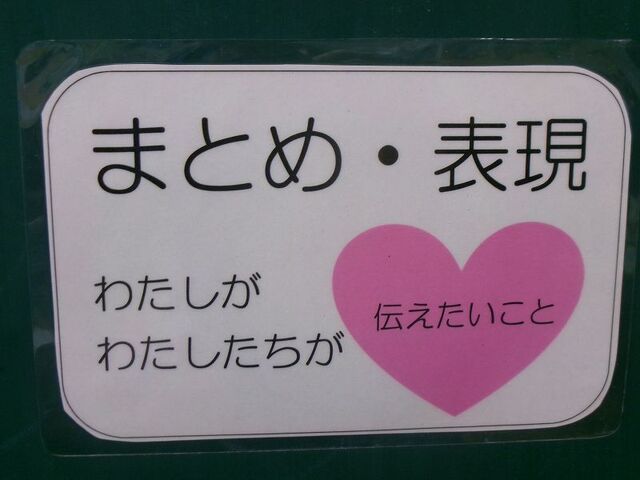 まとめ・表現
わたしが
わたしたちが
伝えたいこと